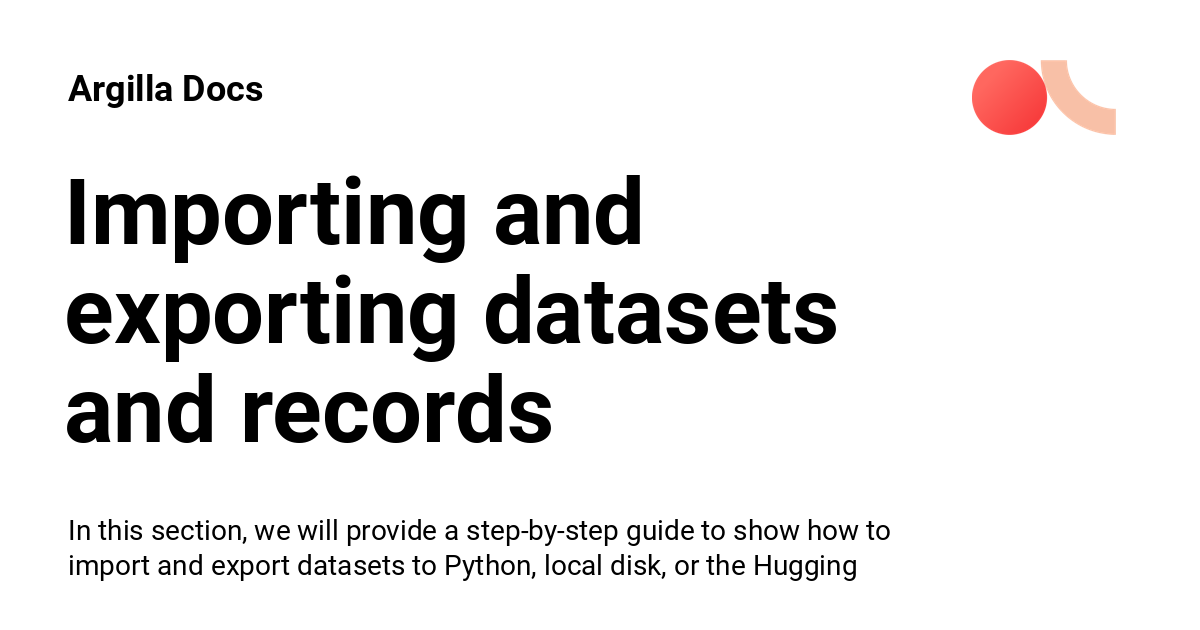 Argilla Docs
Importing and
exporting datasets
and records
In this section, we will provide a step-by-step guide to show how to
import and export datasets to Python, local disk, or the Hugging